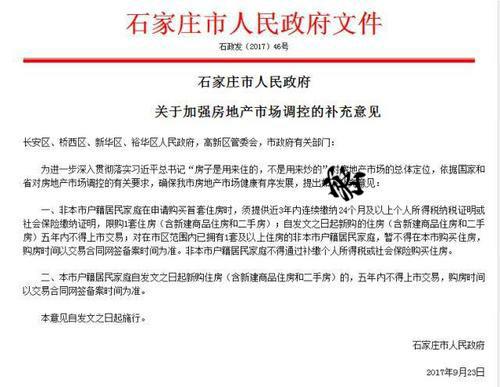 石家庄市人民政府文件
石政发（2017）46号
石家庄市人民政府
关于加强房地产市场调控的补充意见
长安区、桥西区、新华区、裕华区人民政府，高新区管委会，市政府有关部门：
为进一步深入贯彻落实习近平总书记“房子是用来住的，不是用来炒的”对房地产市场的总体定位，依据国家和
省对房地产市场调控的有关要求，确保我市房地产市场健康有序发展，提出意见：
一、非本市户籍居民家庭在申请购买首套住房时，须提供近3年内连续缴纳24个月及以上个人所得税纳税证明或
社会保险缴纳证明，限购1套住房（含新建商品住房和二手房）；自发文之日起新购的住房（含新建商品住房和二手
房）五年内不得上市交易；对在市区范围内已拥有1套及以上住房的非本市户籍居民家庭，暂不得在本市购买住房，
购房时间以交易合同网签备案时间为准。非本市户籍居民家庭不得通过补缴个人所得税或社会保险购买住房。
二、本市户籍居民家庭自发文之日起新购住房（含新建商品住房和二手房）的，五年内不得上市交易，购房时间
以交易合同网签备案时间为准。
本意见自发文之日起施行。
石家庄市人民政府
2017年9月23日